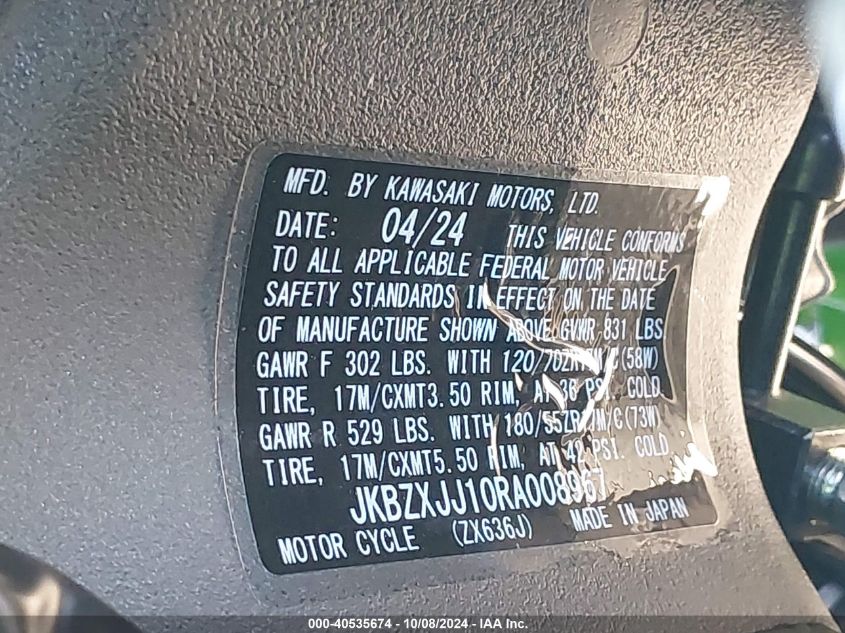 MFD. BY KAWASAKI MOTORS, LTD.
DATE: 04/24 THIS VEHICLE CONFORMS
TO ALL APPLICABLE FEDERAL MOTOR VEHICLE
SAFETY STANDARDS IN EFFECT ON THE DATE
OF MANUFACTURE SHOWN ABOVE GVWR 831 LBS
GAWR F 302 LBS. WITH 120/70ZR17M/C(58W)
TIRE, 17M/CXMT3.50 RIM, AT 36 PSI. COLD
GAWR R 529 LBS. WITH 180/55ZR17M/C(73W)
TIRE, 17M/CXMT5.50 RIM, AT 42 PSI. COLD
JKBZXJJ10RA008967
MOTOR CYCLE (ZX636J) MADE IN JAPAN
000-40535674 - 10/08/2024 - IAA Inc.